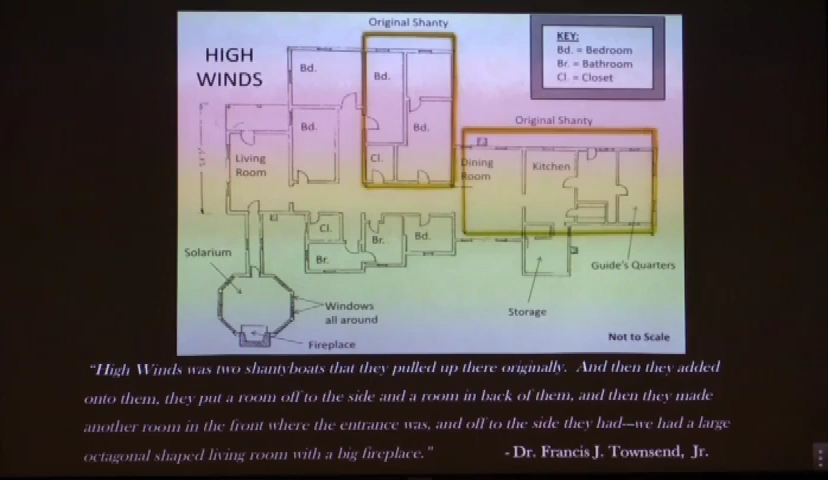 Original Shanty
HIGH
WINDS
KEY:
Bd. = Bedroom
Br. = Bathroom
Cl. = Closet
Bd.
Bd.
Bd.
Bd.
Original Shanty
Living
Room
Cl.
Dining
Room
Kitchen
Cl.
Br.
Br.
Bd.
Solarium
Guide's Quarters
Windows
all around
Storage
Fireplace
Not to Scale
"High Winds was two shantyboats that they pulled up there originally. And then they added
onto them, they put a room off to the side and a room in back of them, and then they made
another room in the front where the entrance was, and off to the side they had—we had a large
octagonal shaped living room with a big fireplace."
- Dr. Francis J. Townsend, Jr.